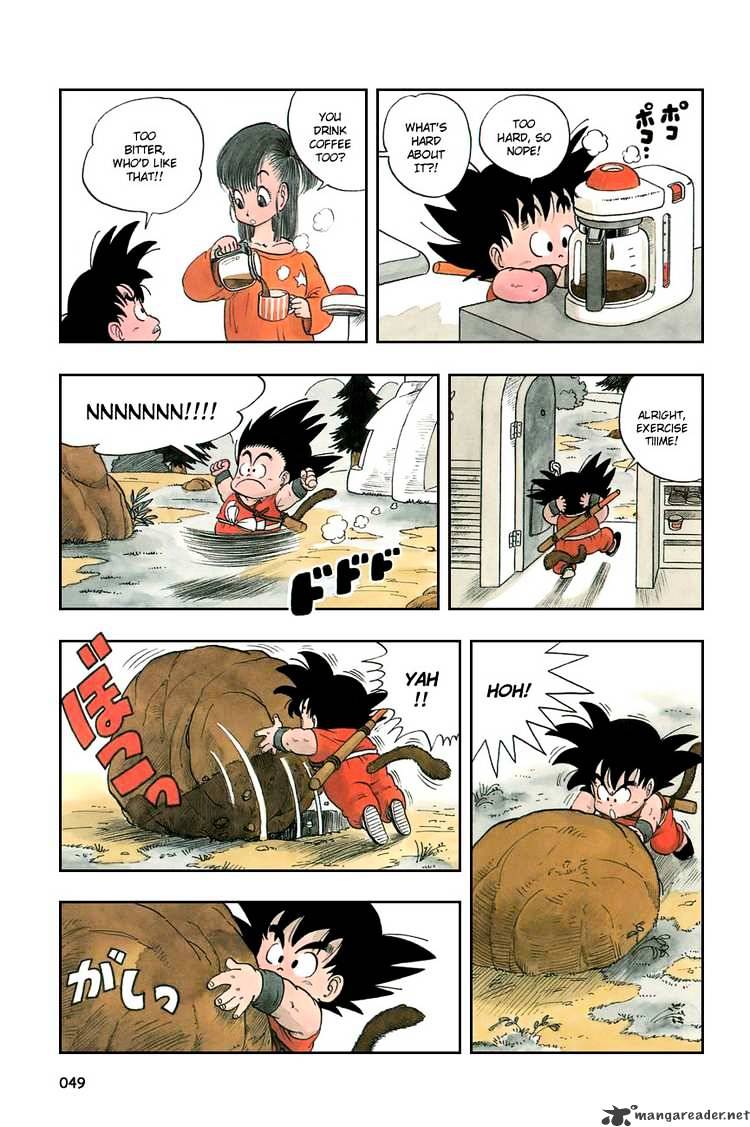 ポコ
ポコ…
TOO
HARD, SO
NOPE!
WHAT'S
HARD
ABOUT
IT?!
YOU
DRINK
COFFEE
TOO?
TOO
BITTER,
WHO'D
LIKE
THAT!!
ALRIGHT,
EXERCISE
TIIIME!
NNNNNNN!!!!
ドドド
HOH!
YAH
!!
ぼこっ
がしっ
049
mangareader.net